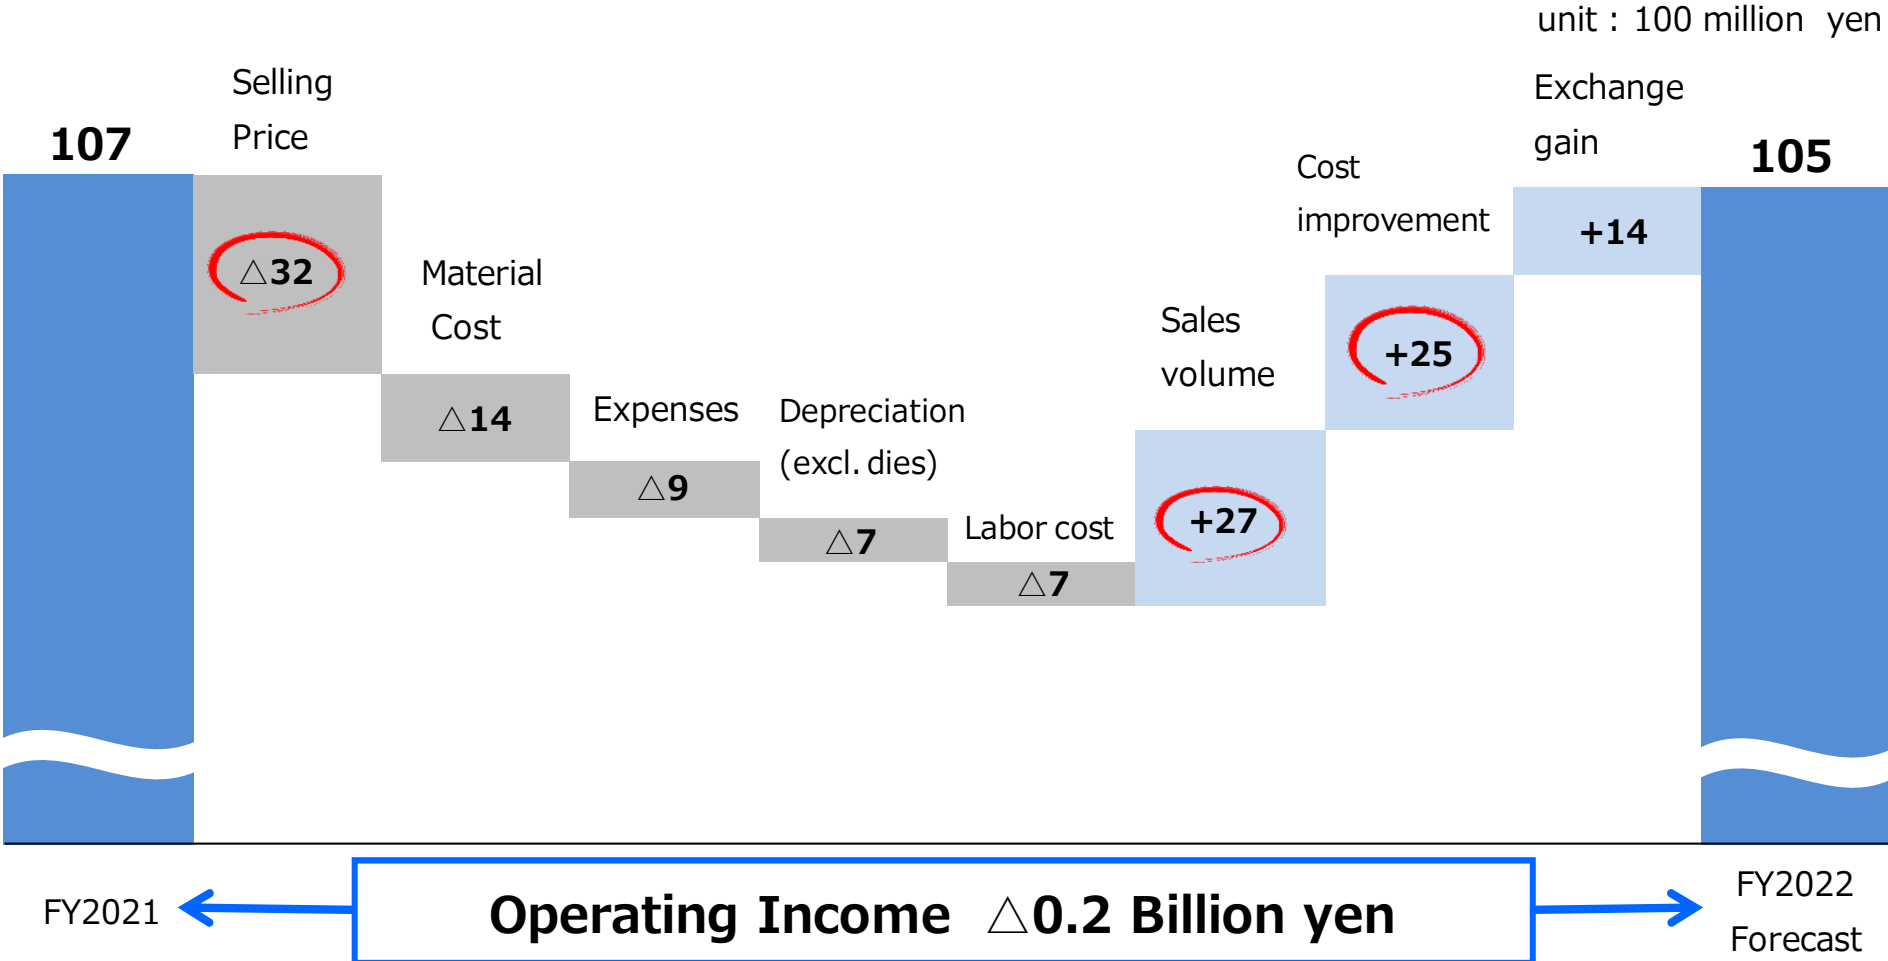 unit : 100 million yen
107
Selling
Price
△32
Material
Cost
△14
Expenses
△9
Depreciation
(excl. dies)
△7
Labor cost
△7
Sales
volume
+27
Cost
improvement
+25
Exchange
gain
+14
105
FY2021
Operating Income △0.2 Billion yen
FY2022
Forecast